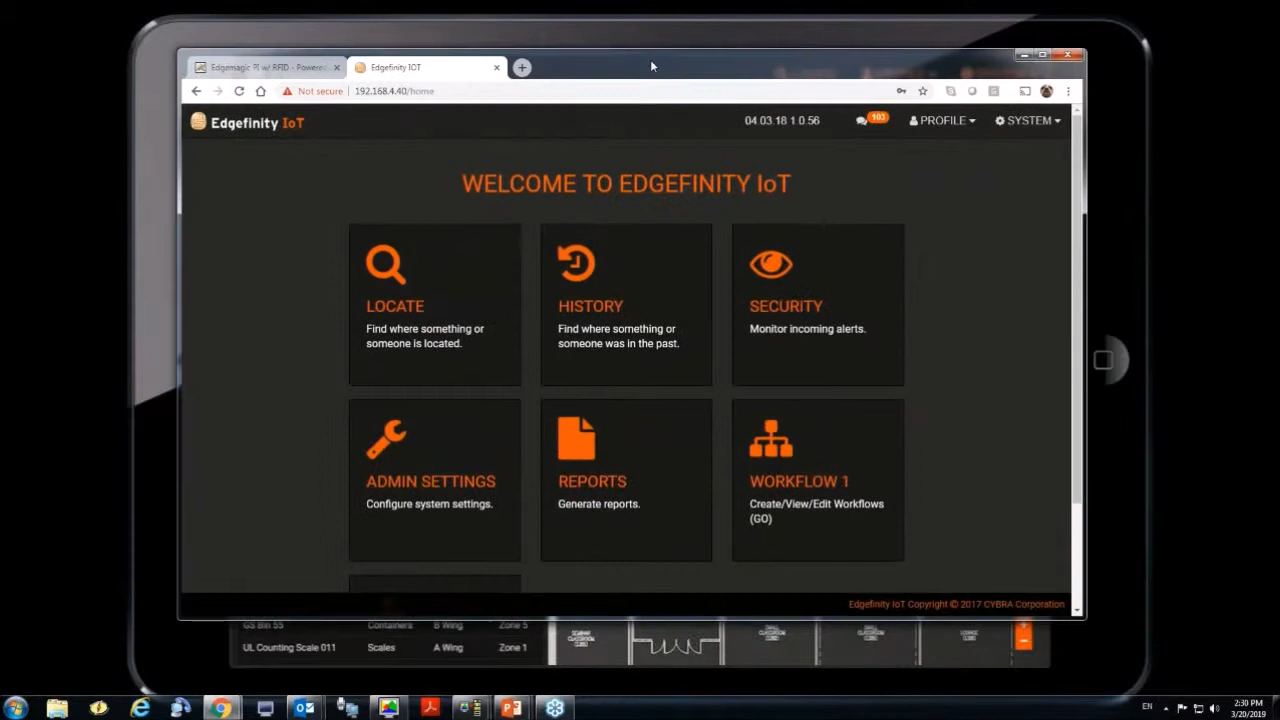 Edgemagic PI w/ RFID - Powere
Edgefinity IOT
Not secure
192.168.4.40/home
Edgefinity IoT
04.03.18 1 0.56
103
PROFILE
SYSTEM
WELCOME TO EDGEFINITY IoT
LOCATE
Find where something or
someone is located.
HISTORY
Find where something or
someone was in the past.
SECURITY
Monitor incoming alerts.
ADMIN SETTINGS
Configure system settings.
REPORTS
Generate reports.
WORKFLOW 1
Create/View/Edit Workflows
(GO)
Edgefinity IoT Copyright © 2017 CYBRA Corporation
GS Bin 55 Containers B Wing Zone 5
UL Counting Scale 011 Scales A Wing Zone 1
EN
2:30 PM
3/20/2019